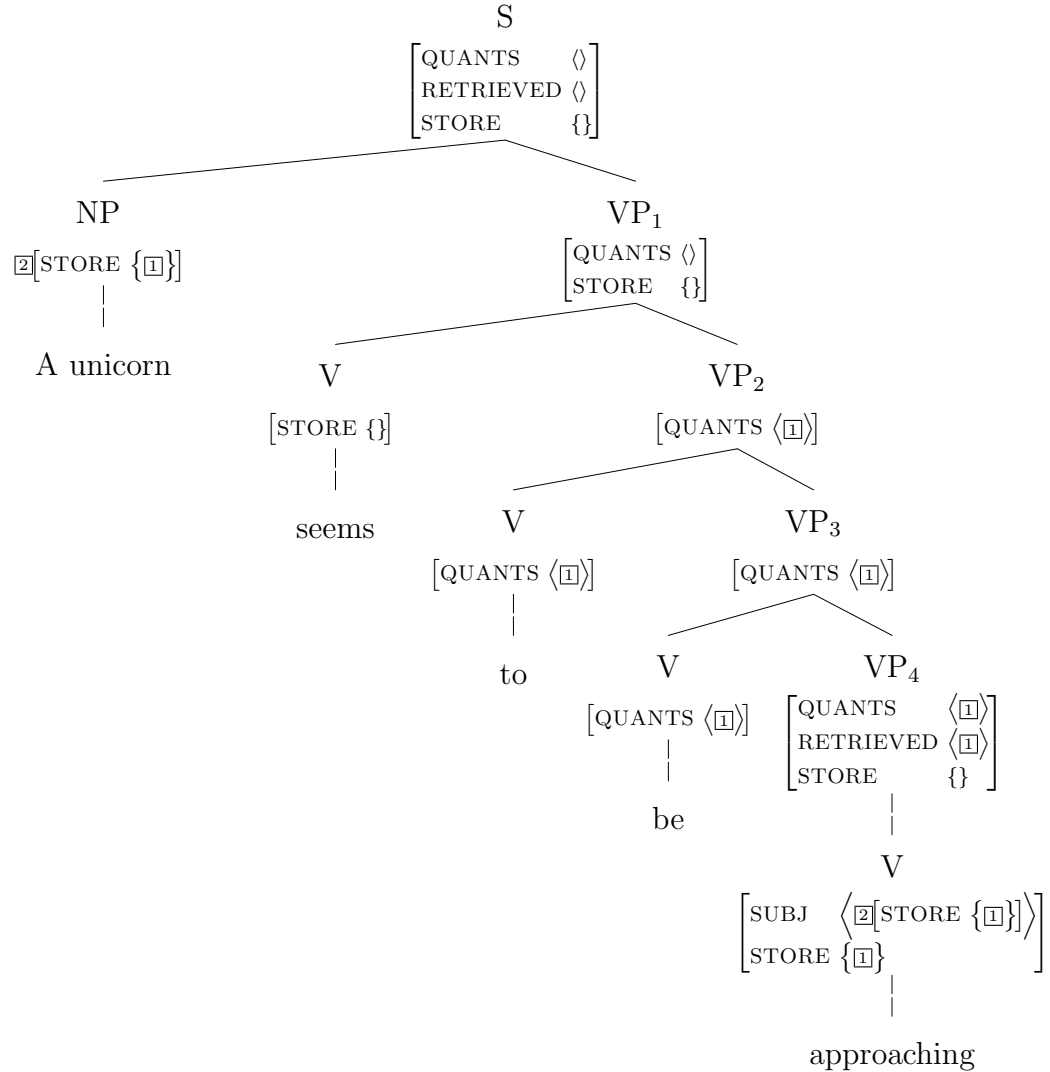 S
QUANTS ⟨⟩
RETRIEVED ⟨⟩
STORE {}
NP VP₁
2[STORE {1}]
QUANTS ⟨⟩
STORE {}
A unicorn
V VP₂
[STORE {}] [QUANTS ⟨1⟩]
seems
V VP₃
[QUANTS ⟨1⟩] [QUANTS ⟨1⟩]
to
V VP₄
[QUANTS ⟨1⟩]
QUANTS ⟨1⟩
RETRIEVED ⟨1⟩
STORE {}
be
V
SUBJ ⟨2[STORE {1}]⟩
STORE {1}
approaching